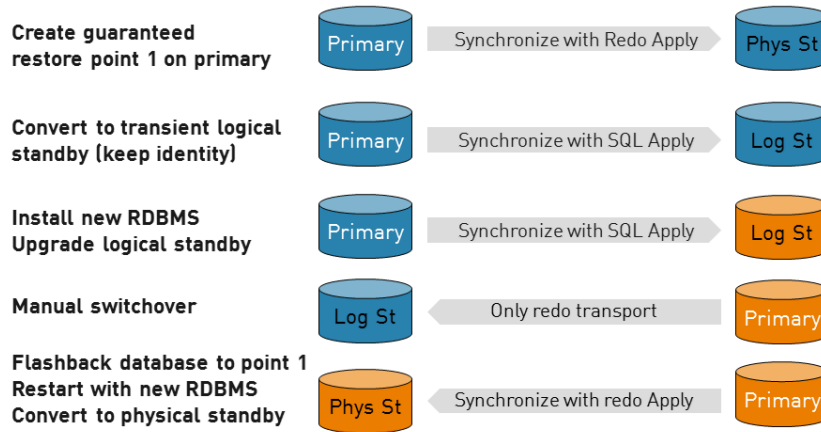 Create guaranteed
restore point 1 on primary
Primary
Synchronize with Redo Apply
Phys St
Convert to transient logical
standby (keep identity)
Primary
Synchronize with SQL Apply
Log St
Install new RDBMS
Upgrade logical standby
Primary
Synchronize with SQL Apply
Log St
Manual switchover
Log St
Only redo transport
Primary
Flashback database to point 1
Restart with new RDBMS
Convert to physical standby
Phys St
Synchronize with redo Apply
Primary